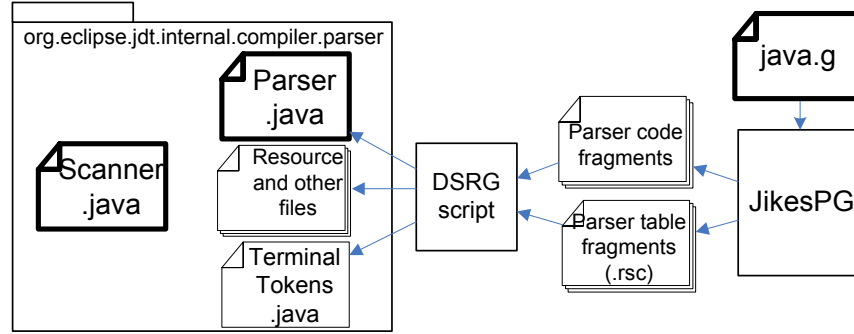 org.eclipse.jdt.internal.compiler.parser
Parser
.java
Scanner
.java
Resource
and other
files
Terminal
Tokens
.java
DSRG
script
Parser code
fragments
Parser table
fragments
(.rsc)
java.g
JikesPG